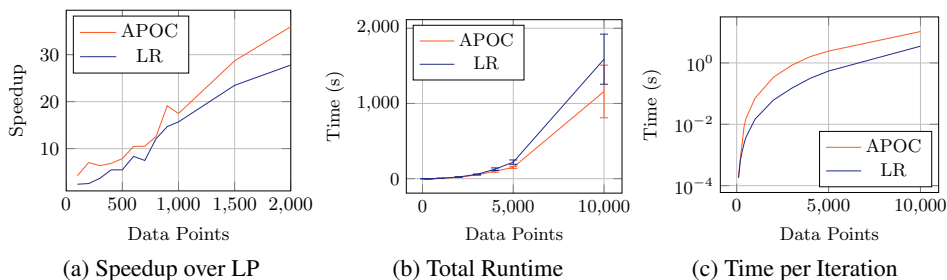 30
20
10
Speedup
APOC
LR
0
500
1,000
1,500
2,000
Data Points
(a) Speedup over LP
2,000
1,000
0
Time (s)
APOC
LR
0
5,000
10,000
Data Points
(b) Total Runtime
10^0
10^−2
10^−4
Time (s)
APOC
LR
0
5,000
10,000
Data Points
(c) Time per Iteration